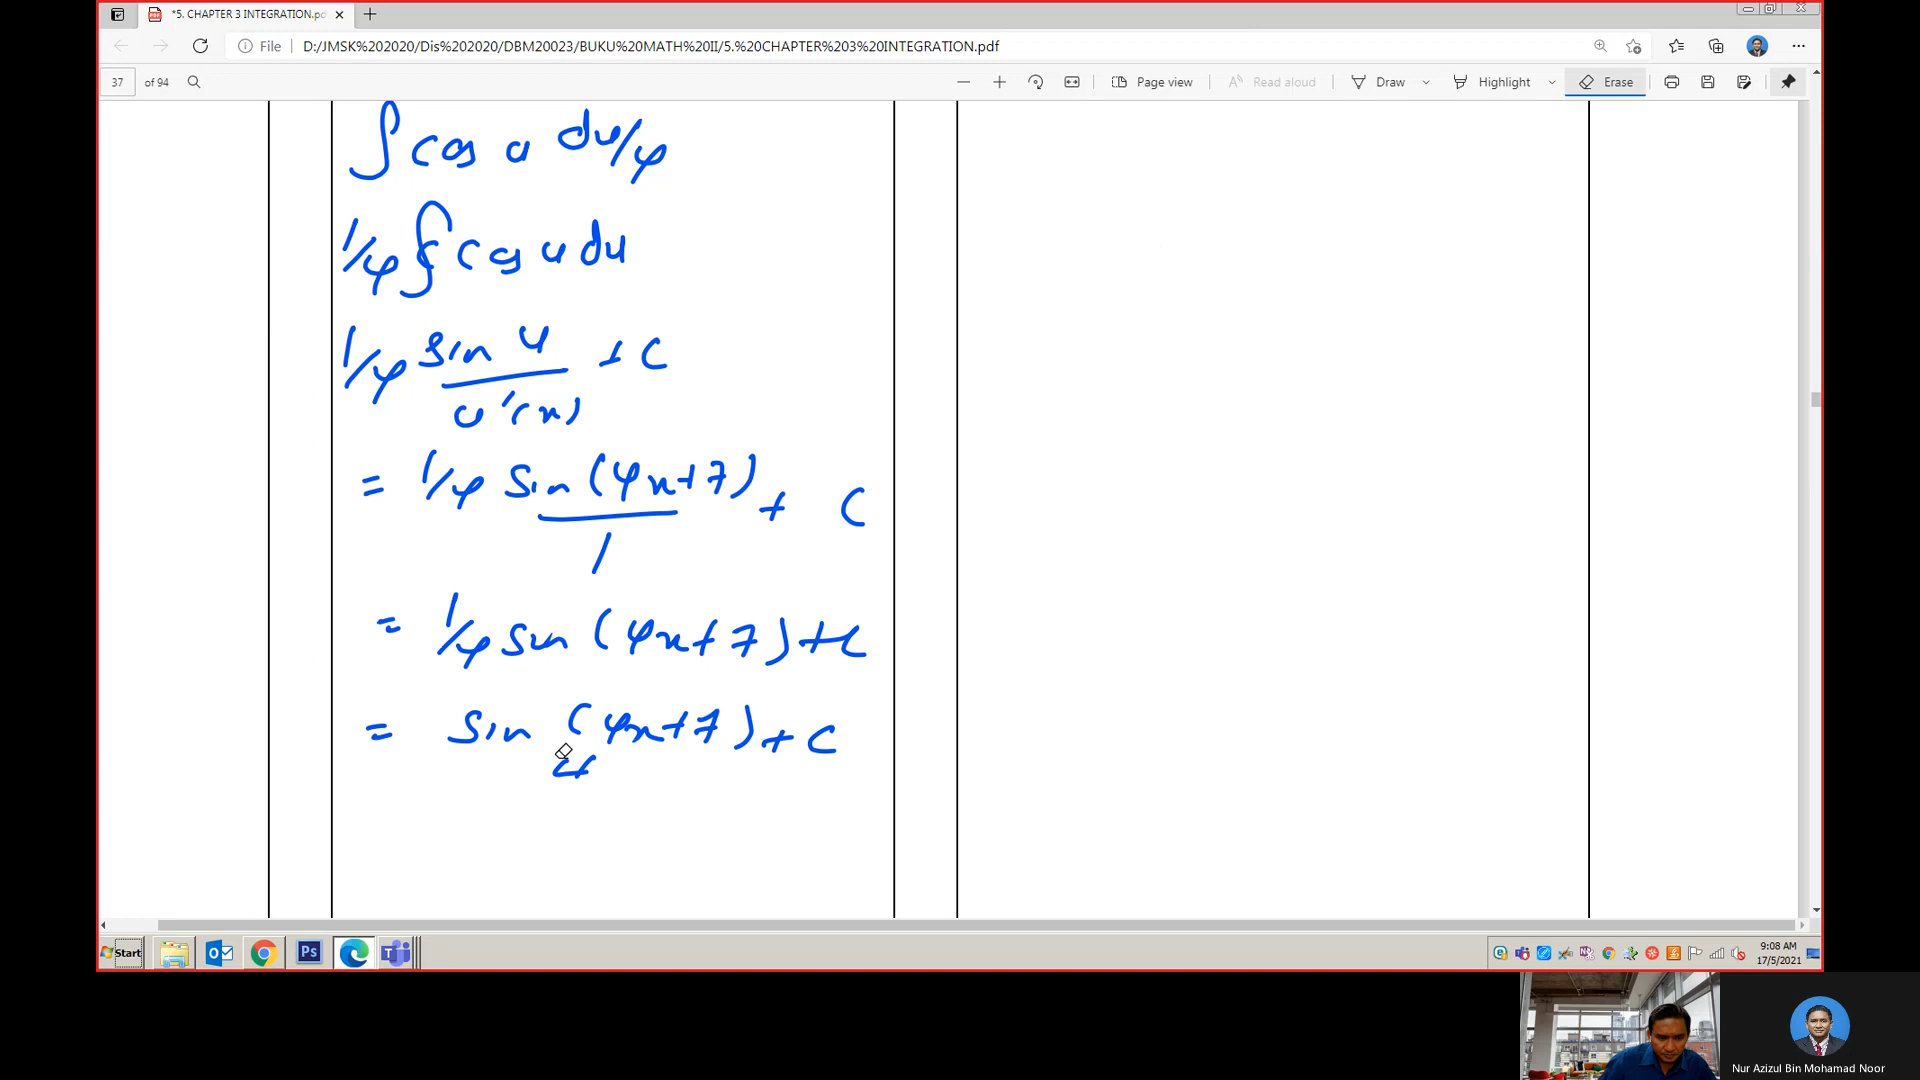 *5. CHAPTER 3 INTEGRATION.pd
File D:/JMSK%202020/Dis%202020/DBM20023/BUKU%20MATH%20II/5.%20CHAPTER%203%20INTEGRATION.pdf
37 of 94 Page view Read aloud Draw Highlight Erase
∫ cos u du/4
1/4 ∫ cos u du
1/4 sin u / u'(x) + C
= 1/4 sin (4x+7) / 1 + C
= 1/4 sin (4x+7) + C
= sin (4x+7) + C
4
Start Ps
9:08 AM
17/5/2021
Nur Azizul Bin Mohamad Noor